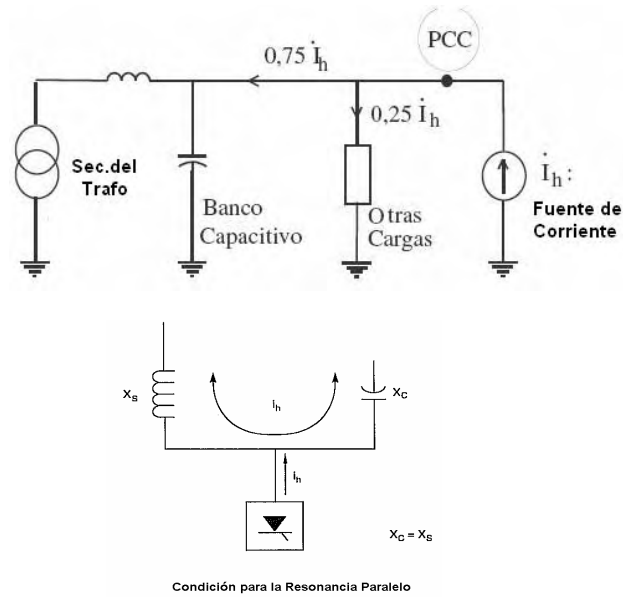 PCC
0,75 İh
0,25 İh
Sec.del
Trafo
Banco
Capacitivo
Otras
Cargas
İh :
Fuente de
Corriente
XS
XC
ih
ih
XC = XS
Condición para la Resonancia Paralelo